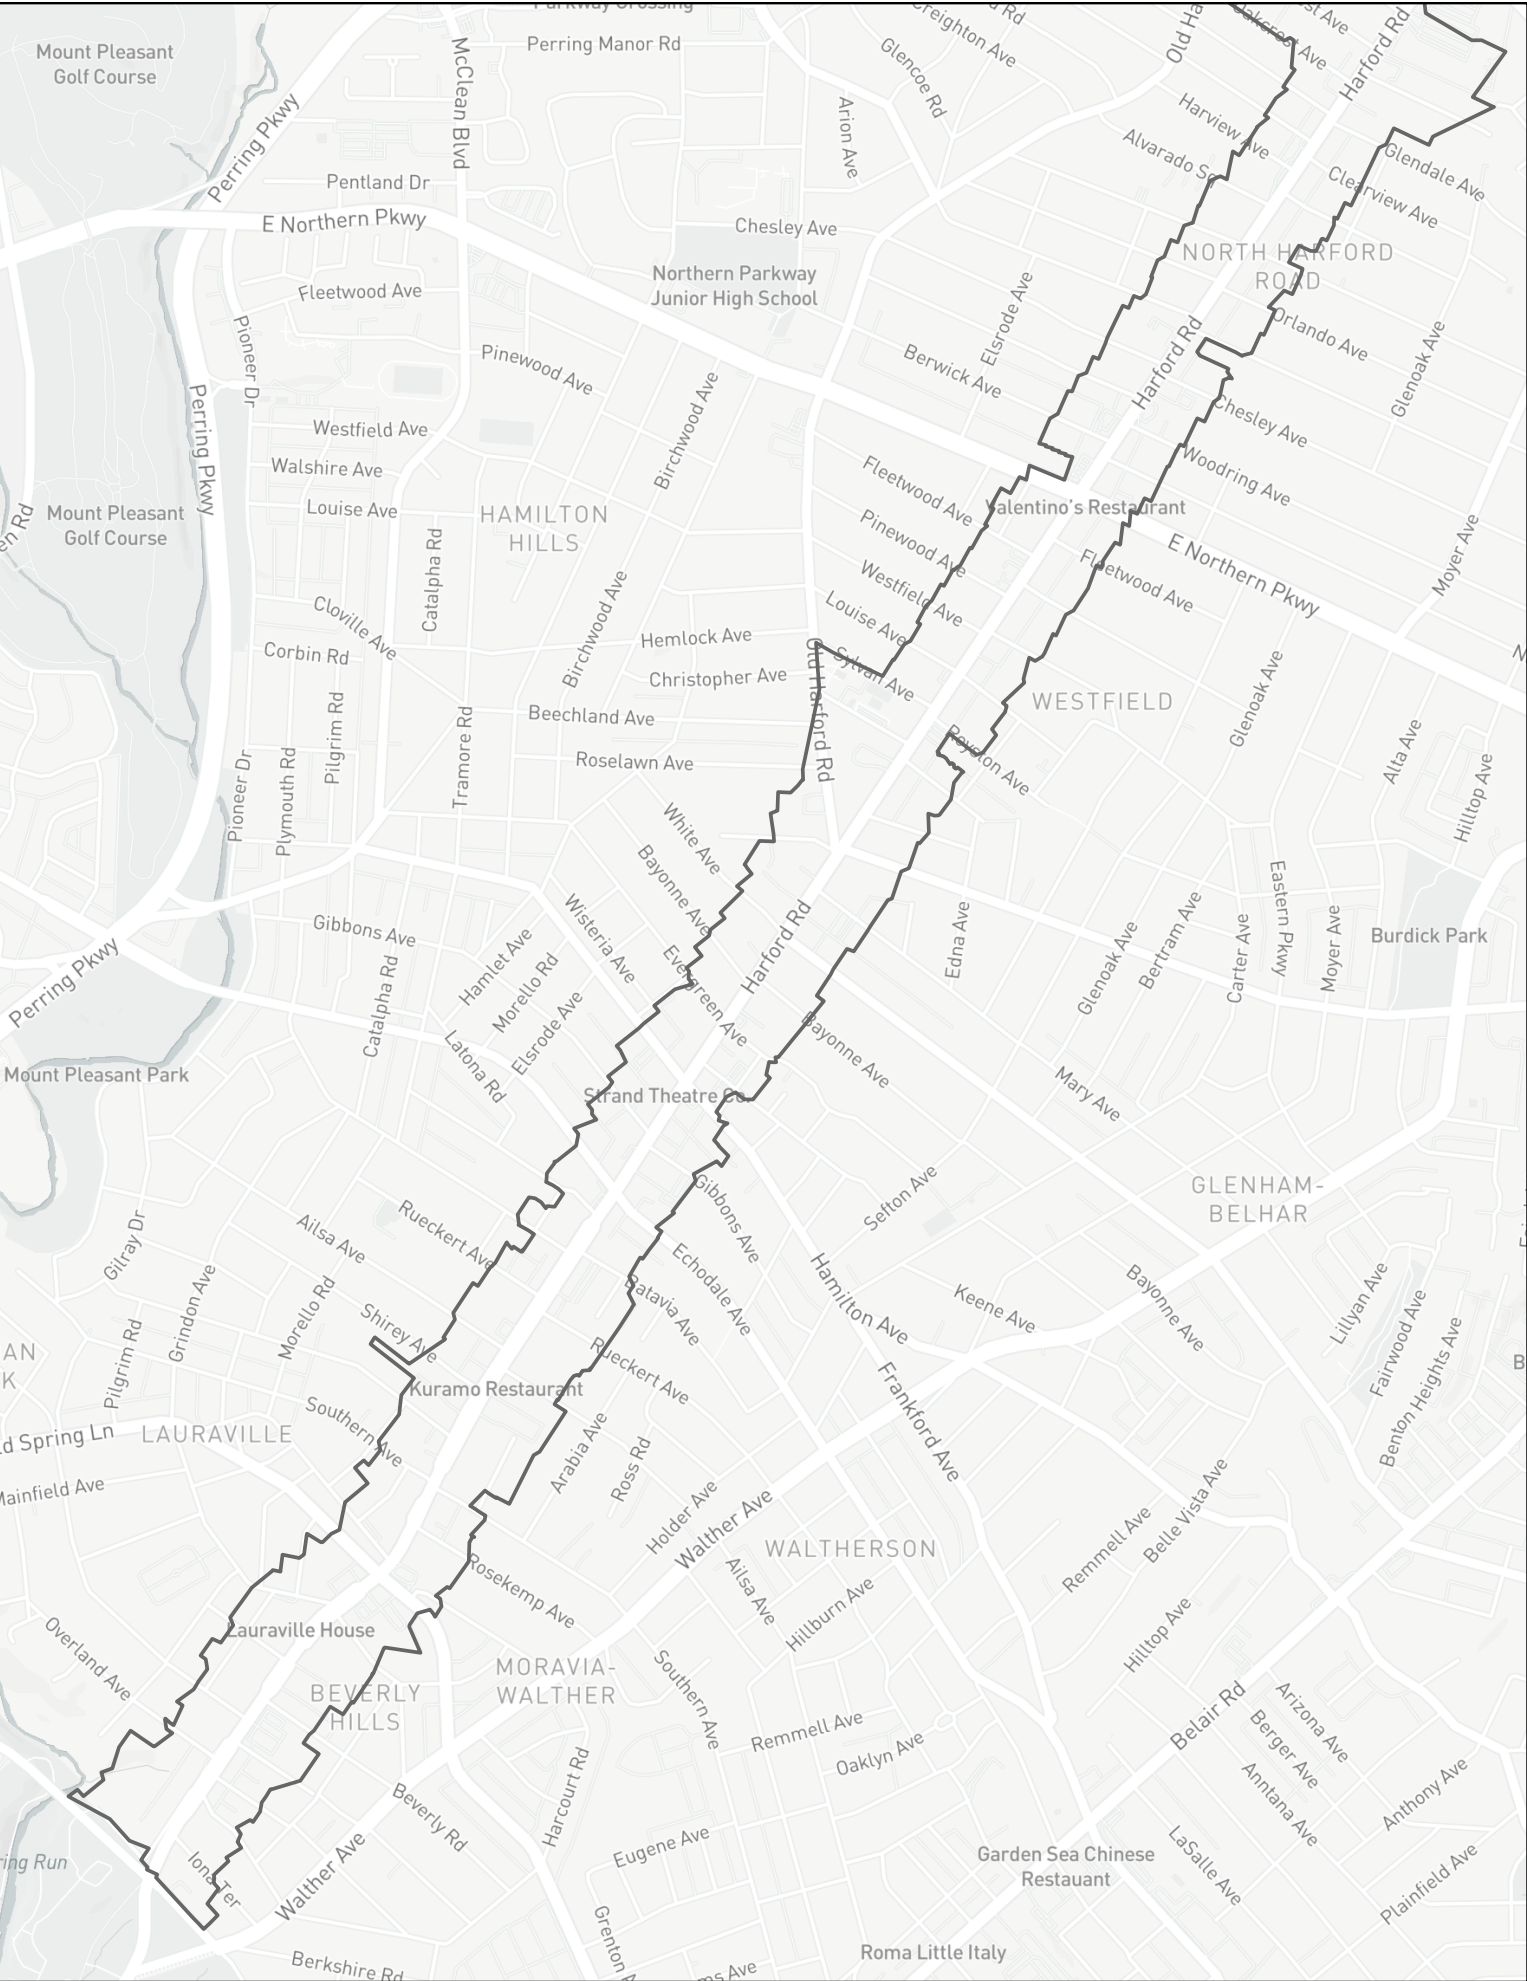 Parkway Crossing
Mount Pleasant
Golf Course
Perring Manor Rd
McClean Blvd
Creighton Ave
Glencoe Rd
Oakcrest Ave
Harford Rd
Perring Pkwy
Arion Ave
Harview Ave
Alvarado Sq
Glendale Ave
Clearview Ave
Pentland Dr
E Northern Pkwy
Chesley Ave
NORTH HARFORD
ROAD
Northern Parkway
Junior High School
Fleetwood Ave
Elsrode Ave
Orlando Ave
Pioneer Dr
Pinewood Ave
Berwick Ave
Harford Rd
Glenoak Ave
Perring Pkwy
Birchwood Ave
Chesley Ave
Westfield Ave
Walshire Ave
Woodring Ave
Louise Ave
Fleetwood Ave
Valentino's Restaurant
Mount Pleasant
Golf Course
HAMILTON
HILLS
Pinewood Ave
E Northern Pkwy
Moyer Ave
Catalpha Rd
Westfield Ave
Fleetwood Ave
Birchwood Ave
Louise Ave
Cloville Ave
Hemlock Ave
Corbin Rd
Christopher Ave
Sylvan Ave
Old Harford Rd
WESTFIELD
Glenoak Ave
Pilgrim Rd
Beechland Ave
Tramore Rd
Roselawn Ave
Royston Ave
Alta Ave
Hilltop Ave
Pioneer Dr
Plymouth Rd
White Ave
Bayonne Ave
Gibbons Ave
Wisteria Ave
Harford Rd
Edna Ave
Glenoak Ave
Bertram Ave
Carter Ave
Eastern Pkwy
Moyer Ave
Burdick Park
Perring Pkwy
Catalpha Rd
Hamlet Ave
Morello Rd
Elsrode Ave
Evergreen Ave
Bayonne Ave
Latona Rd
Mount Pleasant Park
Strand Theatre Co
Mary Ave
Gibbons Ave
Sefton Ave
GLENHAM-
BELHAR
Gilray Dr
Ailsa Ave
Rueckert Ave
Echodale Ave
Hamilton Ave
Keene Ave
Bayonne Ave
Grindon Ave
Morello Rd
Batavia Ave
Lillyan Ave
Fairwood Ave
Benton Heights Ave
Pilgrim Rd
Shirey Ave
Rueckert Ave
Kuramo Restaurant
Frankford Ave
LAURAVILLE
Southern Ave
Arabia Ave
Ross Rd
Mainfield Ave
Holder Ave
Walther Ave
WALTHERSON
Belle Vista Ave
Remmell Ave
Rosekemp Ave
Ailsa Ave
Hillburn Ave
Lauraville House
Hilltop Ave
Overland Ave
MORAVIA-
WALTHER
Southern Ave
BEVERLY
HILLS
Remmell Ave
Oaklyn Ave
Belair Rd
Arizona Ave
Berger Ave
Anntana Ave
Anthony Ave
Harcourt Rd
Beverly Rd
Eugene Ave
Garden Sea Chinese
Restauant
LaSalle Ave
Plainfield Ave
Iona Ter
Walther Ave
Berkshire Rd
Roma Little Italy